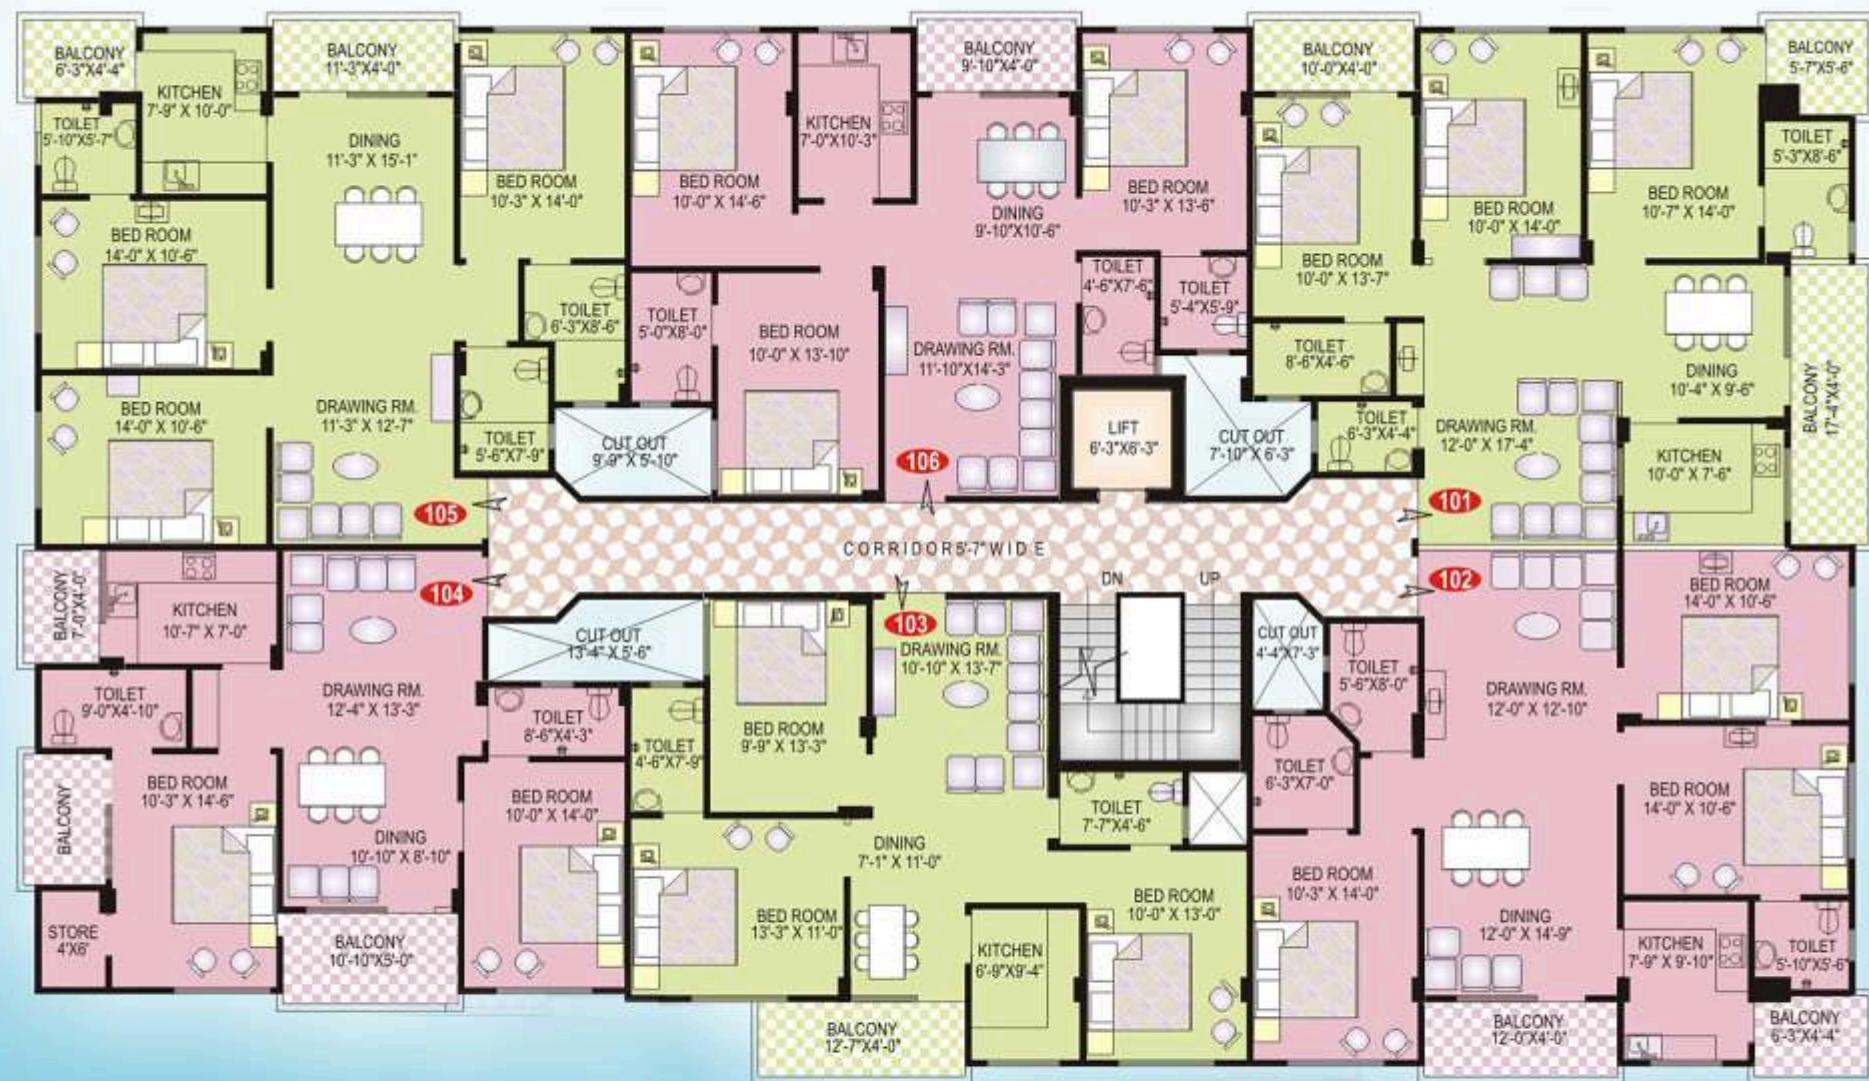 BALCONY
6'-3"X4'-4"
KITCHEN
7'-9" X 10'-0"
TOILET
5'-10"X5'-7"
BED ROOM
14'-0" X 10'-6"
BED ROOM
14'-0" X 10'-6"
BALCONY
11'-3"X4'-0"
DINING
11'-3" X 15'-1"
DRAWING RM.
11'-3" X 12'-7"
105
BED ROOM
10'-3" X 14'-0"
TOILET
6'-3"X8'-6"
TOILET
5'-6"X7'-9"
CUT OUT
9'-9" X 5'-10"
BED ROOM
10'-0" X 14'-6"
TOILET
5'-0"X8'-0"
BED ROOM
10'-0" X 13'-10"
KITCHEN
7'-0"X10'-3"
BALCONY
9'-10"X4'-0"
DINING
9'-10"X10'-6"
DRAWING RM.
11'-10"X14'-3"
106
BED ROOM
10'-3" X 13'-6"
TOILET
4'-6"X7'-6"
TOILET
5'-4"X5'-9"
LIFT
6'-3"X6'-3"
CUT OUT
7'-10" X 6'-3"
BALCONY
10'-0"X4'-0"
BED ROOM
10'-0" X 13'-7"
TOILET
8'-6"X4'-6"
TOILET
6'-3"X4'-4"
BED ROOM
10'-0" X 14'-0"
BED ROOM
10'-7" X 14'-0"
BALCONY
5'-7"X5'-6"
TOILET
5'-3"X8'-6"
DINING
10'-4" X 9'-6"
BALCONY
17'-4"X4'-0"
DRAWING RM.
12'-0" X 17'-4"
KITCHEN
10'-0" X 7'-6"
101
CORRIDOR 5'-7" WIDE
DN
UP
BALCONY
7'-0"X4'-0"
KITCHEN
10'-7" X 7'-0"
104
TOILET
9'-0"X4'-10"
DRAWING RM.
12'-4" X 13'-3"
BALCONY
BED ROOM
10'-3" X 14'-6"
STORE
4'X6'
DINING
10'-10" X 8'-10"
BALCONY
10'-10"X5'-0"
CUT OUT
13'-4" X 5'-6"
TOILET
8'-6"X4'-3"
BED ROOM
10'-0" X 14'-0"
TOILET
4'-6"X7'-9"
BED ROOM
9'-9" X 13'-3"
103
DRAWING RM.
10'-10" X 13'-7"
DINING
7'-1" X 11'-0"
BED ROOM
13'-3" X 11'-0"
TOILET
7'-7"X4'-6"
BED ROOM
10'-0" X 13'-0"
KITCHEN
6'-9"X9'-4"
BALCONY
12'-7"X4'-0"
102
CUT OUT
4'-4"X7'-3"
TOILET
5'-6"X8'-0"
TOILET
6'-3"X7'-0"
BED ROOM
10'-3" X 14'-0"
DRAWING RM.
12'-0" X 12'-10"
BED ROOM
14'-0" X 10'-6"
BED ROOM
14'-0" X 10'-6"
DINING
12'-0" X 14'-9"
KITCHEN
7'-9" X 9'-10"
TOILET
5'-10"X5'-6"
BALCONY
12'-0"X4'-0"
BALCONY
6'-3"X4'-4"